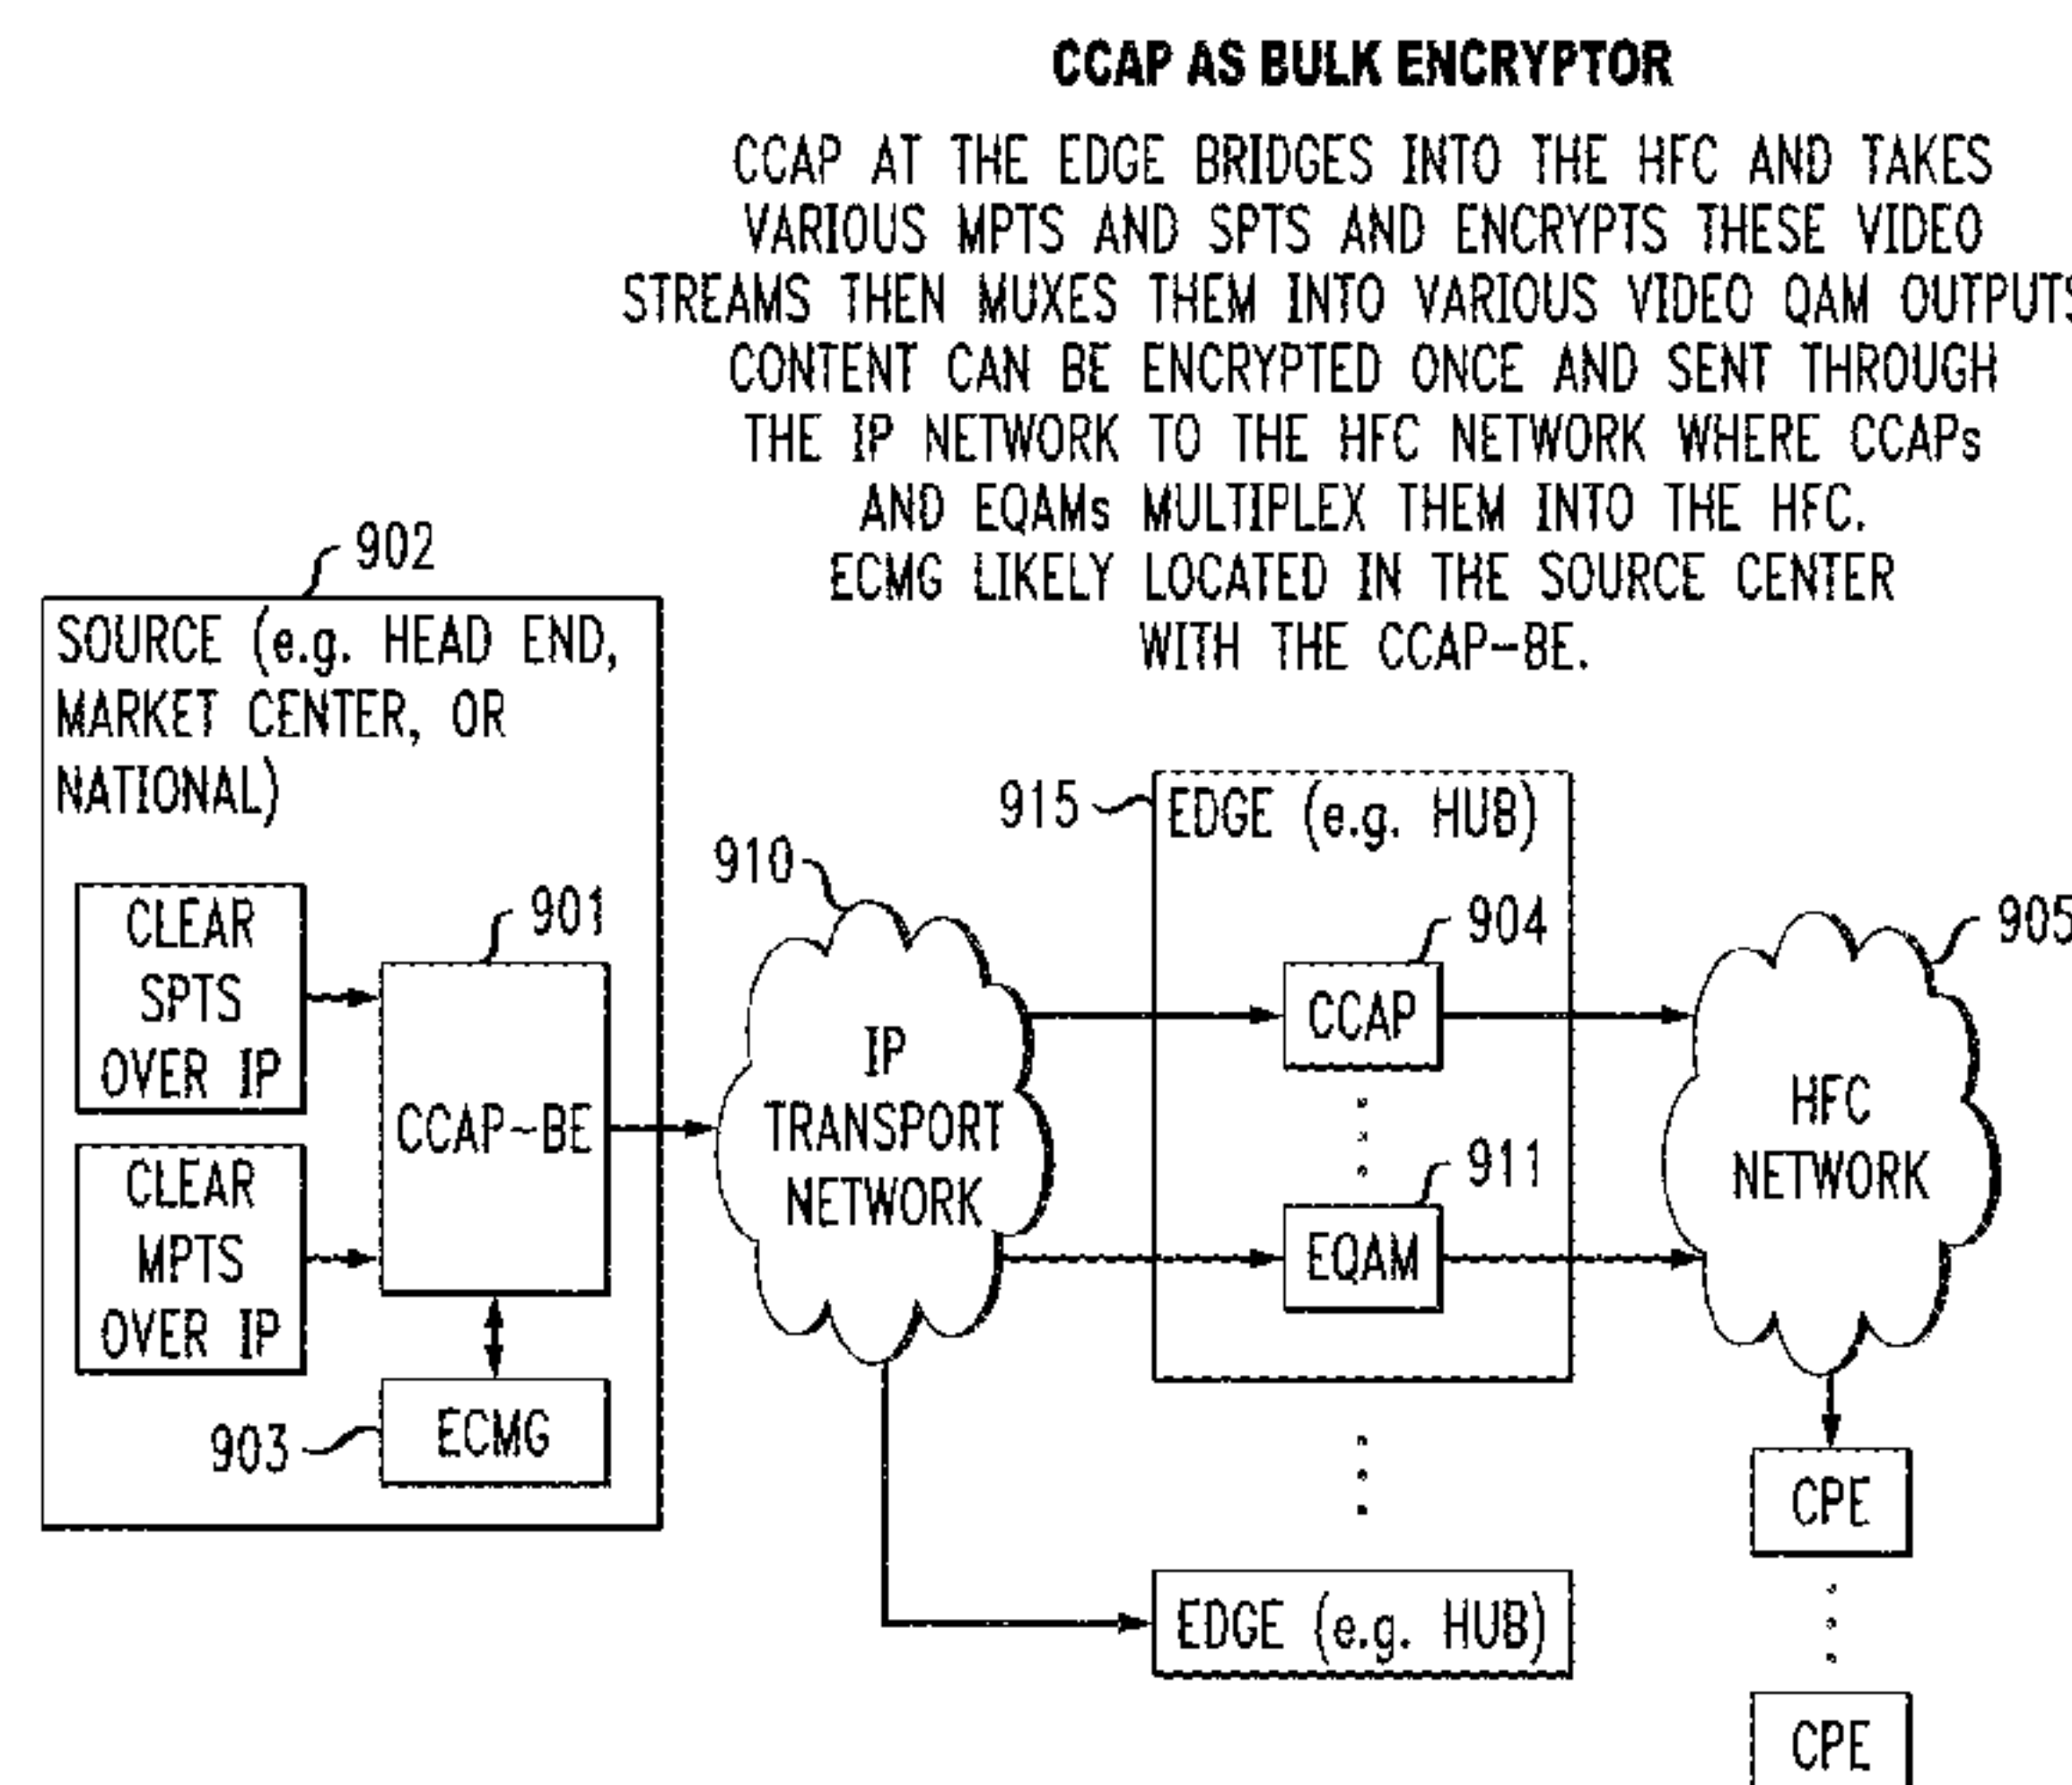 CCAP AS BULK ENCRYPTOR
CCAP AT THE EDGE BRIDGES INTO THE HFC AND TAKES
VARIOUS MPTS AND SPTS AND ENCRYPTS THESE VIDEO
STREAMS THEN MUXES THEM INTO VARIOUS VIDEO QAM OUTPUTS
CONTENT CAN BE ENCRYPTED ONCE AND SENT THROUGH
THE IP NETWORK TO THE HFC NETWORK WHERE CCAPs
AND EQAMs MULTIPLEX THEM INTO THE HFC.
ECMG LIKELY LOCATED IN THE SOURCE CENTER
WITH THE CCAP-BE.
902
SOURCE (e.g. HEAD END,
MARKET CENTER, OR
NATIONAL)
CLEAR
SPTS
OVER IP
901
CCAP-BE
CLEAR
MPTS
OVER IP
903
ECMG
910
IP
TRANSPORT
NETWORK
915
EDGE (e.g. HUB)
904
CCAP
911
EQAM
905
HFC
NETWORK
CPE
EDGE (e.g. HUB)
CPE